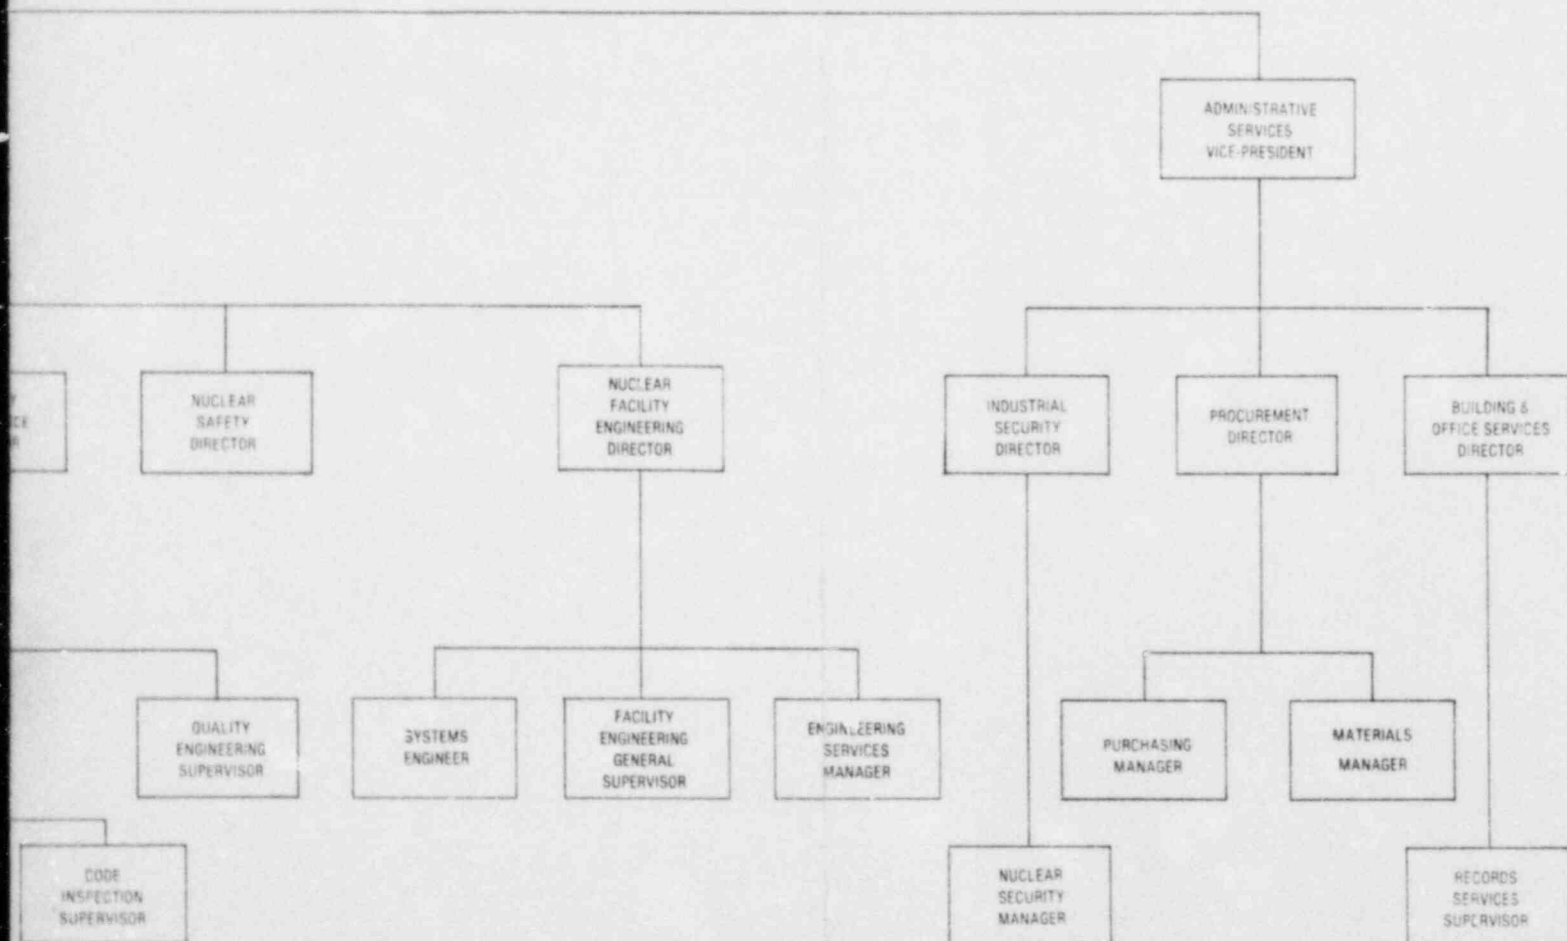 ADMINISTRATIVE
SERVICES
VICE-PRESIDENT
NUCLEAR
SAFETY
DIRECTOR
NUCLEAR
FACILITY
ENGINEERING
DIRECTOR
INDUSTRIAL
SECURITY
DIRECTOR
PROCUREMENT
DIRECTOR
BUILDING &
OFFICE SERVICES
DIRECTOR
QUALITY
ENGINEERING
SUPERVISOR
SYSTEMS
ENGINEER
FACILITY
ENGINEERING
GENERAL
SUPERVISOR
ENGINEERING
SERVICES
MANAGER
PURCHASING
MANAGER
MATERIALS
MANAGER
CODE
INSPECTION
SUPERVISOR
NUCLEAR
SECURITY
MANAGER
RECORDS
SERVICES
SUPERVISOR